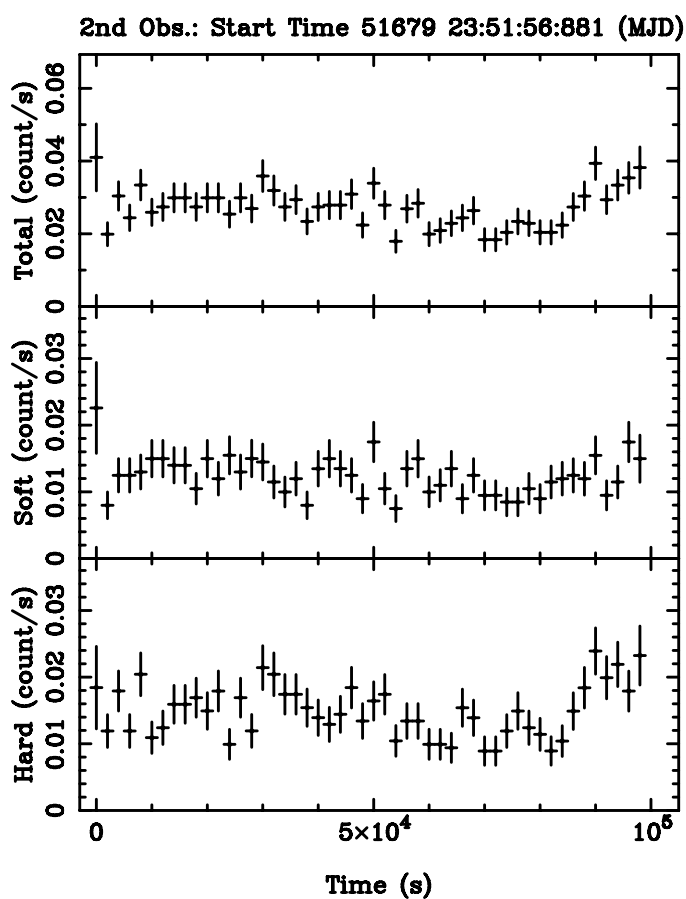 2nd Obs.: Start Time 51679 23:51:56:881 (MJD)
Total (count/s)
0.06
0.04
0.02
0
Soft (count/s)
0.03
0.02
0.01
0
Hard (count/s)
0.03
0.02
0.01
0
0 5×10⁴ 10⁵
Time (s)